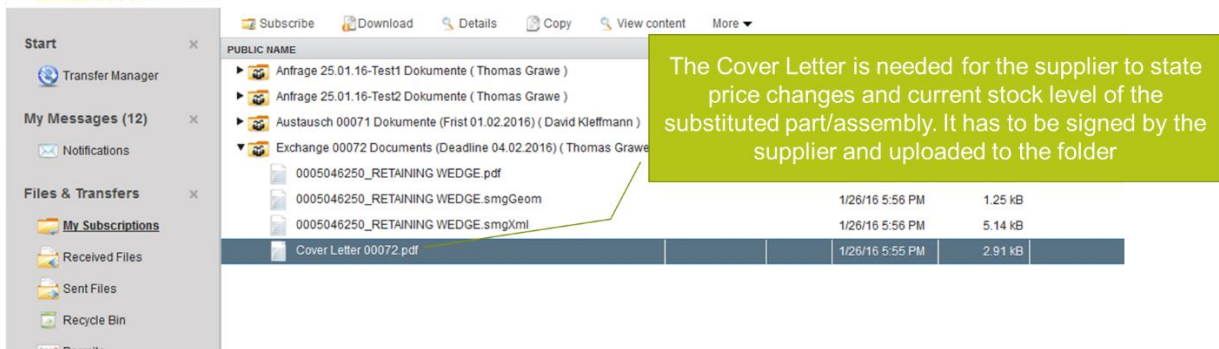 Subscribe Download Details Copy View content More
Start
Transfer Manager
My Messages (12)
Notifications
Files & Transfers
My Subscriptions
Received Files
Sent Files
Recycle Bin
PUBLIC NAME
Anfrage 25.01.16-Test1 Dokumente ( Thomas Grawe )
Anfrage 25.01.16-Test2 Dokumente ( Thomas Grawe )
Austausch 00071 Dokumente (Frist 01.02.2016) ( David Kleffmann )
Exchange 00072 Documents (Deadline 04.02.2016) ( Thomas Grawe
0005046250_RETAINING WEDGE.pdf
0005046250_RETAINING WEDGE.smgGeom 1/26/16 5:56 PM 1.25 kB
0005046250_RETAINING WEDGE.smgXml 1/26/16 5:56 PM 5.14 kB
Cover Letter 00072.pdf 1/26/16 5:55 PM 2.91 kB
The Cover Letter is needed for the supplier to state
price changes and current stock level of the
substituted part/assembly. It has to be signed by the
supplier and uploaded to the folder